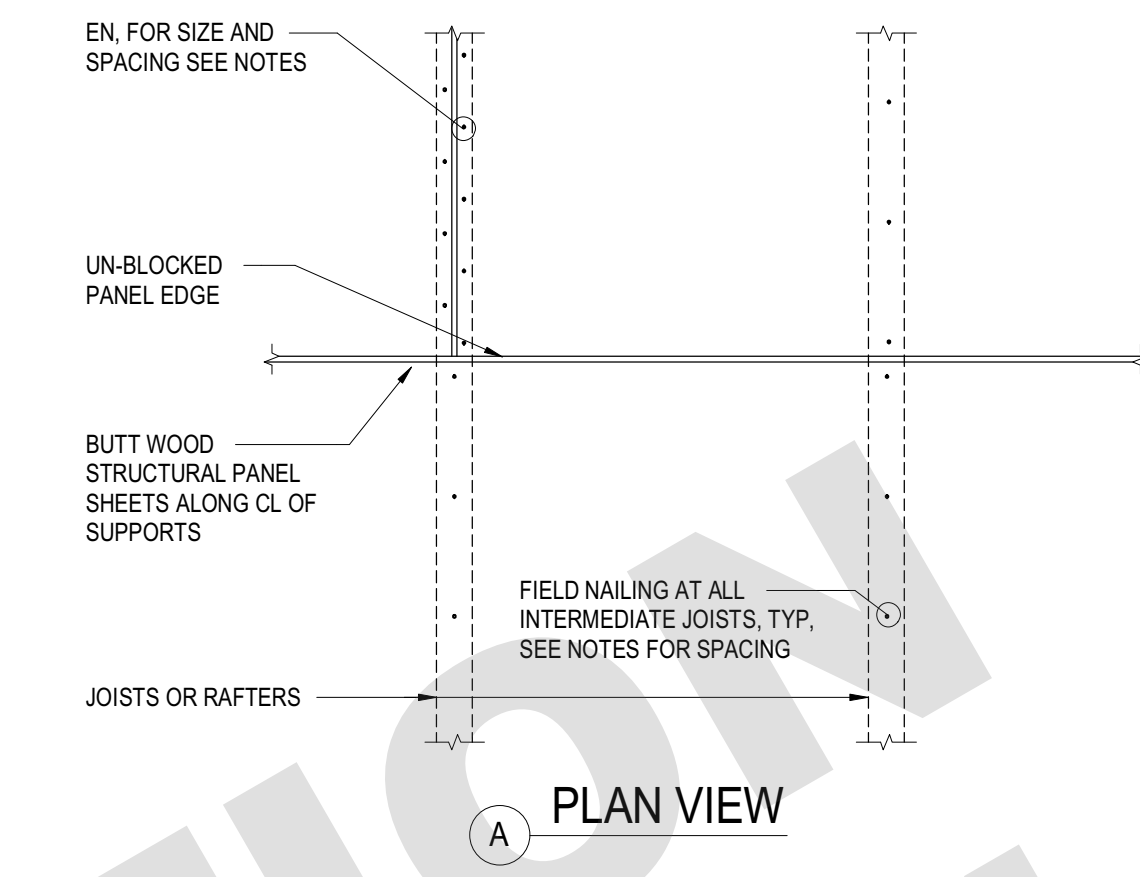 EN, FOR SIZE AND
SPACING SEE NOTES
UN-BLOCKED
PANEL EDGE
BUTT WOOD
STRUCTURAL PANEL
SHEETS ALONG CL OF
SUPPORTS
FIELD NAILING AT ALL
INTERMEDIATE JOISTS, TYP,
SEE NOTES FOR SPACING
JOISTS OR RAFTERS
A PLAN VIEW
ION